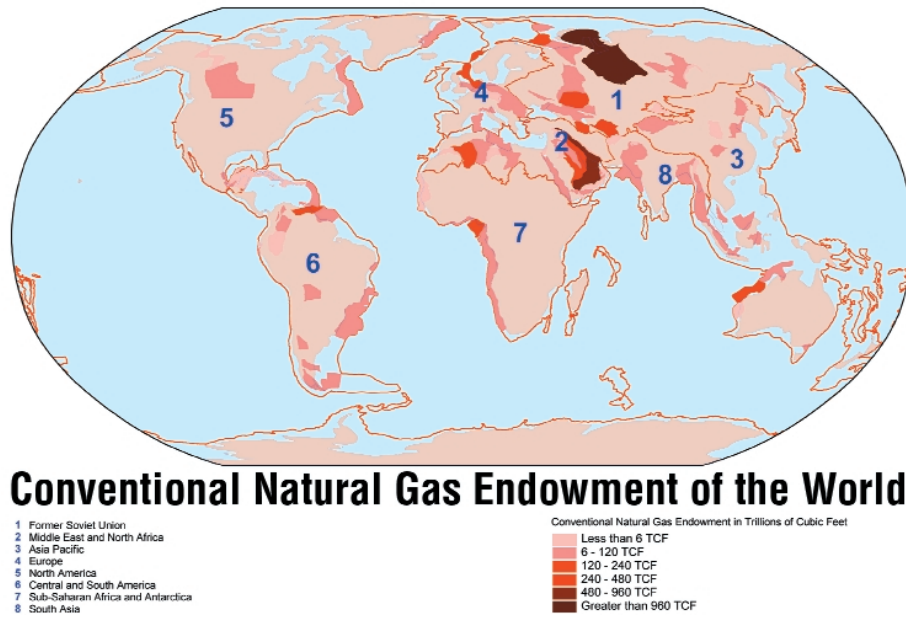 5
4
1
2
3
8
7
6
Conventional Natural Gas Endowment of the World
1 Former Soviet Union
2 Middle East and North Africa
3 Asia Pacific
4 Europe
5 North America
6 Central and South America
7 Sub-Saharan Africa and Antarctica
8 South Asia
Conventional Natural Gas Endowment in Trillions of Cubic Feet
Less than 6 TCF
6 - 120 TCF
120 - 240 TCF
240 - 480 TCF
480 - 960 TCF
Greater than 960 TCF